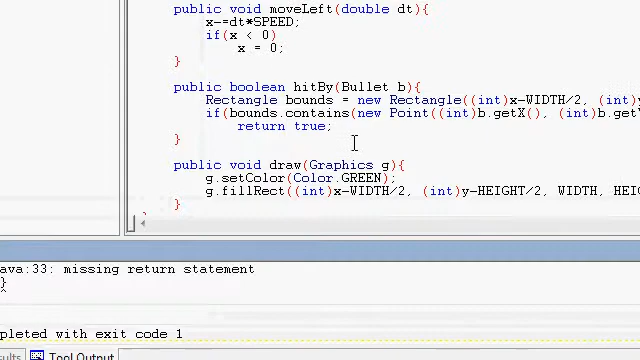 public void moveLeft(double dt){
x-=dt*SPEED;
if(x < 0)
x = 0;
}
public boolean hitBy(Bullet b){
Rectangle bounds = new Rectangle((int)x-WIDTH/2, (int)y
if(bounds.contains(new Point((int)b.getX(), (int)b.getY
return true;
}
public void draw(Graphics g){
g.setColor(Color.GREEN);
g.fillRect((int)x-WIDTH/2, (int)y-HEIGHT/2, WIDTH, HEI
}
ava:33: missing return statement
}
^
pleted with exit code 1
sults Tool Output